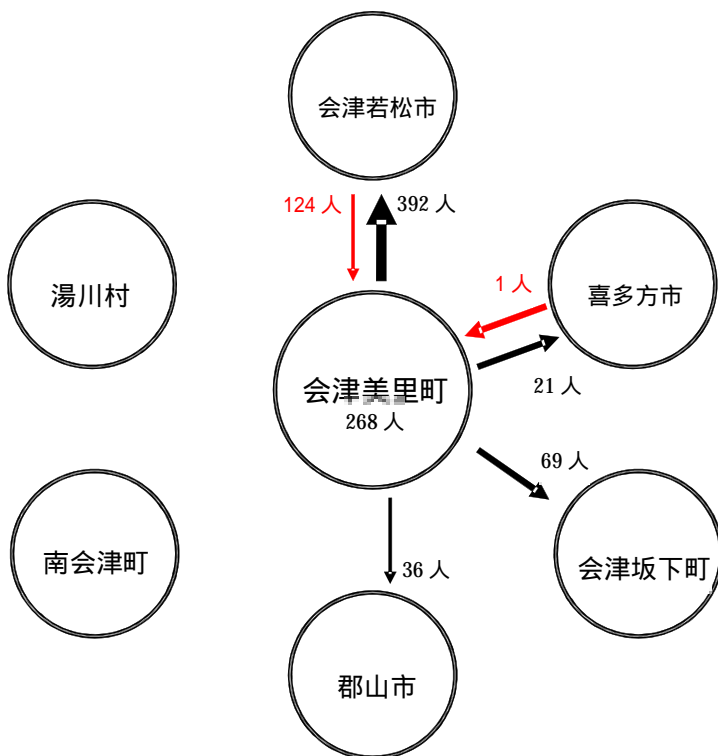 会津若松市
124 人
392 人
湯川村
1 人
喜多方市
会津美里町
268 人
21 人
69 人
南会津町
36 人
会津坂下町
郡山市